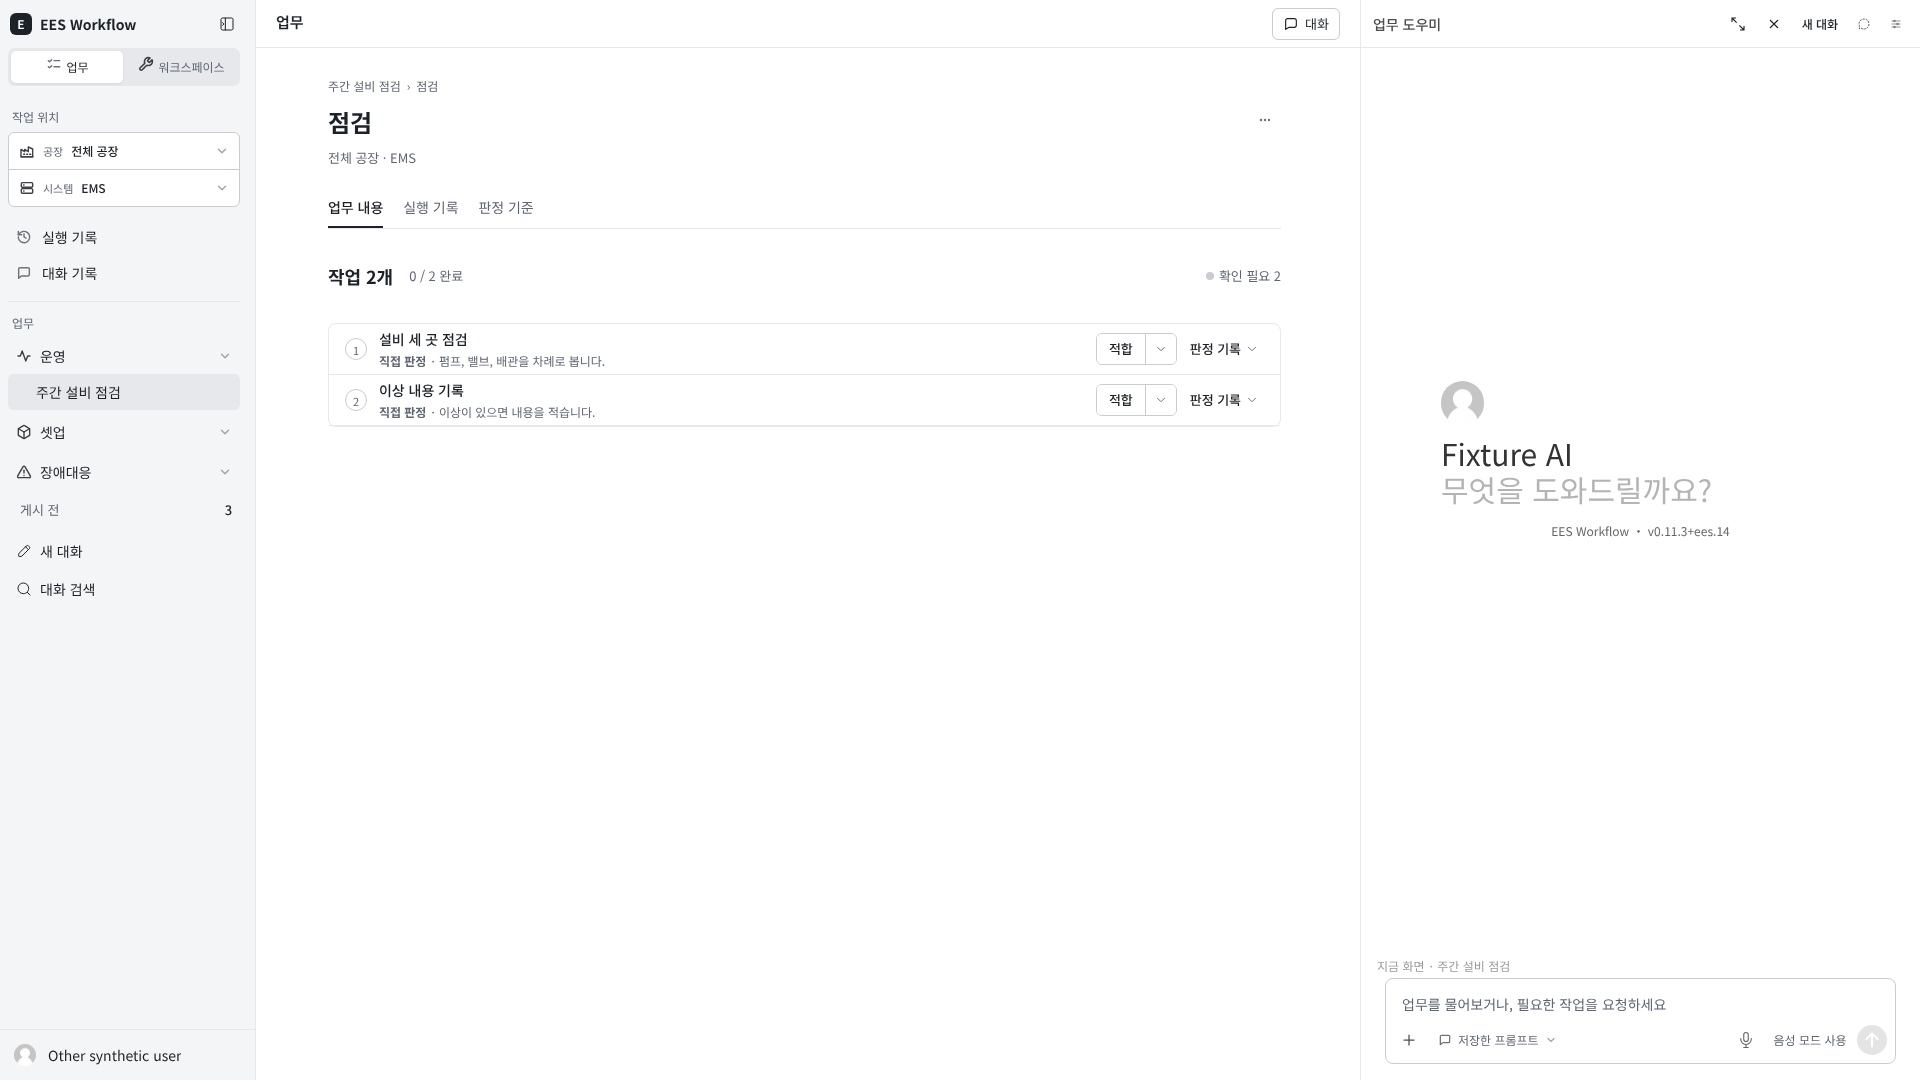 E EES Workflow
업무 워크스페이스
작업 위치
공장 전체 공장
시스템 EMS
실행 기록
대화 기록
업무
운영
주간 설비 점검
셋업
장애대응
게시 전 3
새 대화
대화 검색
Other synthetic user
업무
대화
주간 설비 점검 › 점검
점검
···
전체 공장 · EMS
업무 내용 실행 기록 판정 기준
작업 2개 0 / 2 완료 확인 필요 2
1 설비 세 곳 점검
직접 판정 · 펌프, 밸브, 배관을 차례로 봅니다.
적합 판정 기록
2 이상 내용 기록
직접 판정 · 이상이 있으면 내용을 적습니다.
적합 판정 기록
업무 도우미
새 대화
Fixture AI
무엇을 도와드릴까요?
EES Workflow • v0.11.3+ees.14
지금 화면 · 주간 설비 점검
업무를 물어보거나, 필요한 작업을 요청하세요
저장한 프롬프트
음성 모드 사용